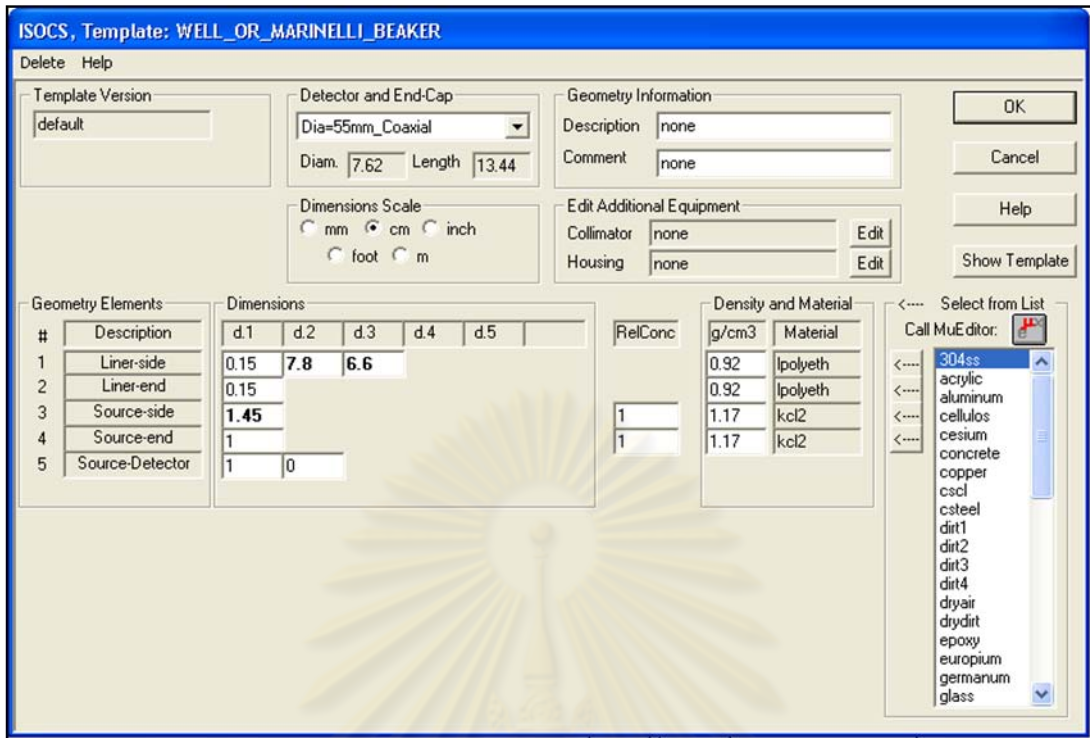 ISOCS, Template: WELL_OR_MARINELLI_BEAKER
Delete Help
Template Version
default
Detector and End-Cap
Dia=55mm_Coaxial
Diam. 7.62 Length 13.44
Geometry Information
Description none
Comment none
OK
Cancel
Help
Show Template
Dimensions Scale
mm cm inch
foot m
Edit Additional Equipment
Collimator none Edit
Housing none Edit
Geometry Elements
Dimensions
Density and Material
<---- Select from List
# Description d.1 d.2 d.3 d.4 d.5 RelConc g/cm3 Material Call MuEditor:
1 Liner-side 0.15 7.8 6.6 0.92 lpolyeth <----
2 Liner-end 0.15 0.92 lpolyeth <----
3 Source-side 1.45 1 1.17 kcl2 <----
4 Source-end 1 1 1.17 kcl2 <----
5 Source-Detector 1 0
304ss
acrylic
aluminum
cellulos
cesium
concrete
copper
cscl
csteel
dirt1
dirt2
dirt3
dirt4
dryair
drydirt
epoxy
europium
germanum
glass